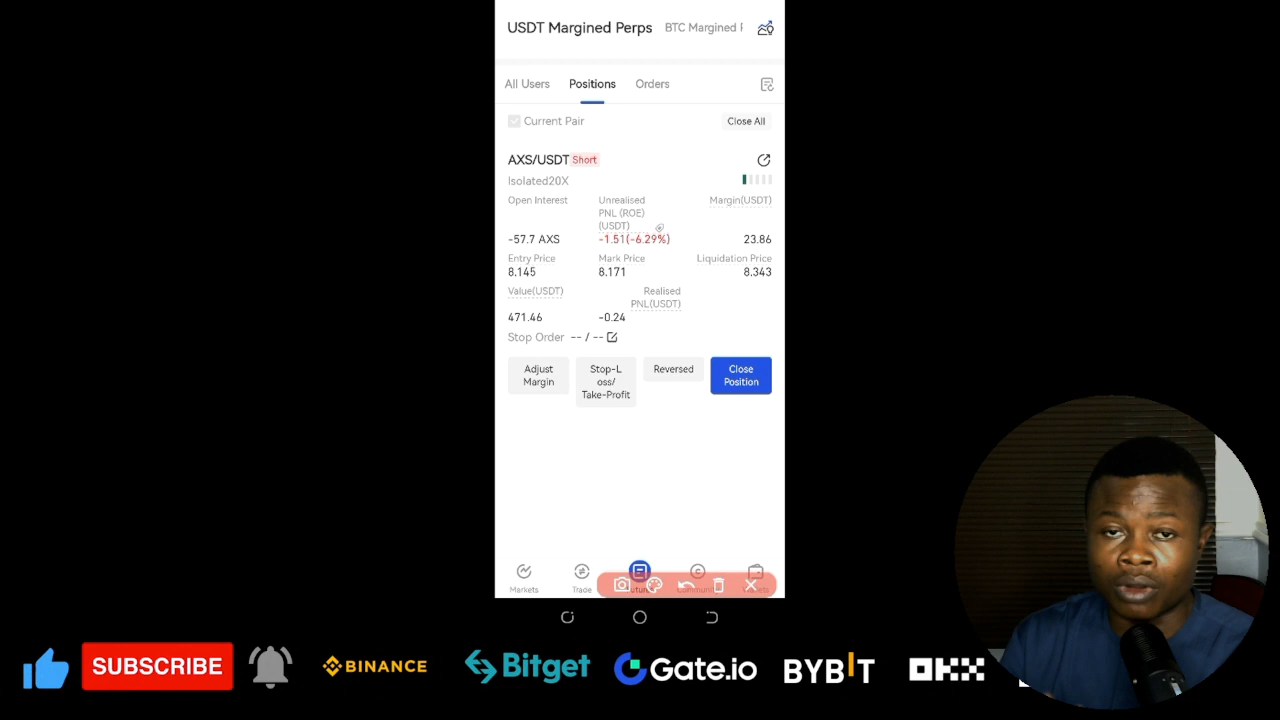 USDT Margined Perps BTC Margined
All Users Positions Orders
Current Pair Close All
AXS/USDT Short
Isolated20X
Open Interest Unrealised PNL (ROE) (USDT) Margin(USDT)
-57.7 AXS -1.51(-6.29%) 23.86
Entry Price Mark Price Liquidation Price
8.145 8.171 8.343
Value(USDT) Realised PNL(USDT)
471.46 -0.24
Stop Order -- / --
Adjust Margin Stop-L oss/ Take-Profit Reversed Close Position
Markets Trade
SUBSCRIBE BINANCE Bitget Gate.io BYBIT OKX